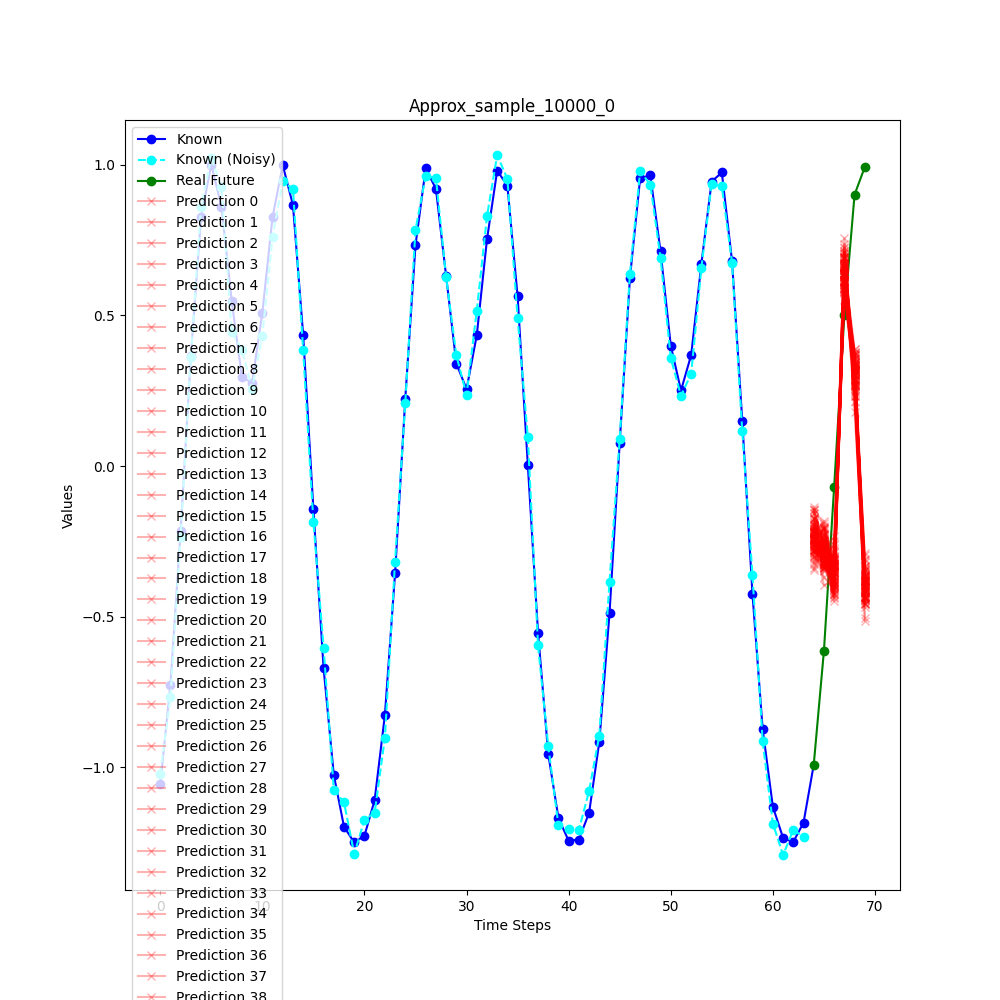 Approx_sample_10000_0
Known
Known (Noisy)
Real Future
Prediction 0
Prediction 1
Prediction 2
Prediction 3
Prediction 4
Prediction 5
Prediction 6
Prediction 7
Prediction 8
Prediction 9
Prediction 10
Prediction 11
Prediction 12
Prediction 13
Prediction 14
Prediction 15
Prediction 16
Prediction 17
Prediction 18
Prediction 19
Prediction 20
Prediction 21
Prediction 22
Prediction 23
Prediction 24
Prediction 25
Prediction 26
Prediction 27
Prediction 28
Prediction 29
Prediction 30
Prediction 31
Prediction 32
Prediction 33
Prediction 34
Prediction 35
Prediction 36
Prediction 37
Prediction 38
1.0
0.5
0.0
−0.5
−1.0
Values
0 10 20 30 40 50 60 70
Time Steps